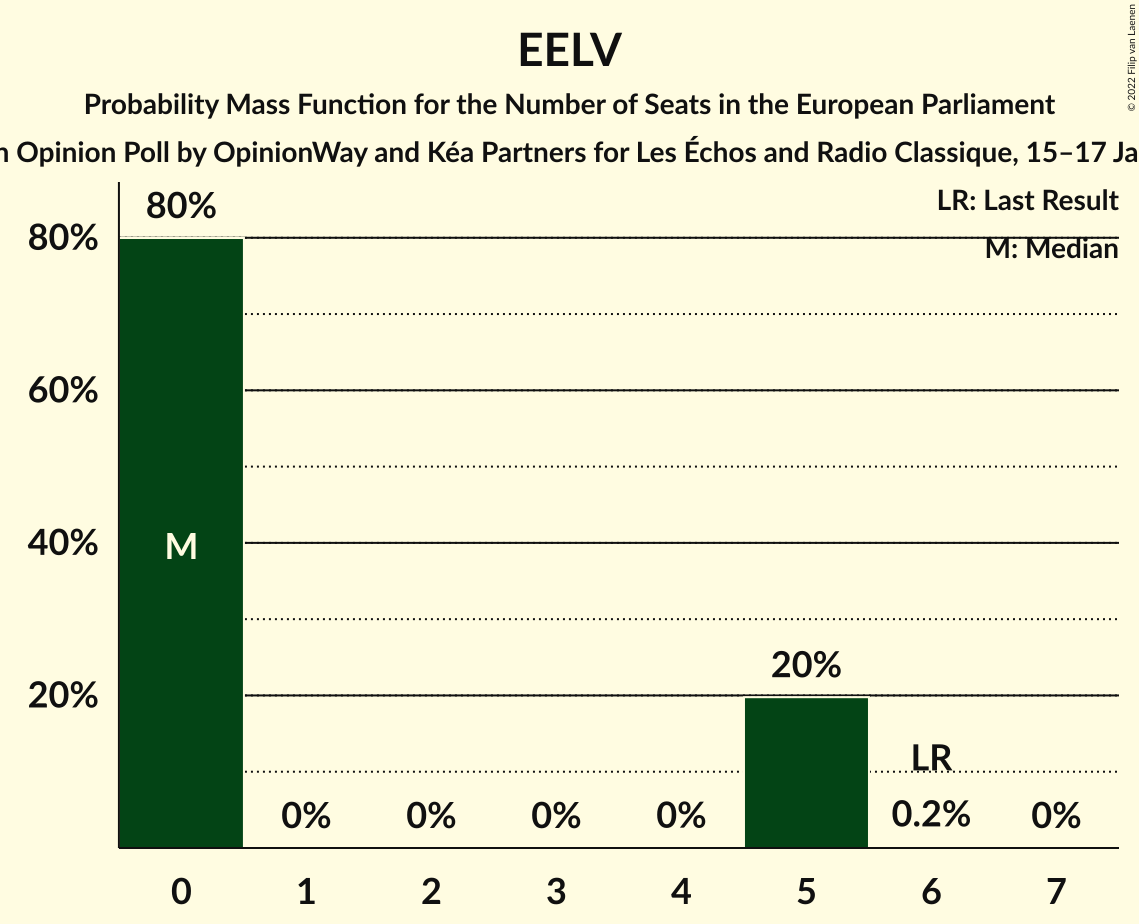 EELV
Probability Mass Function for the Number of Seats in the European Parliament
Opinion Poll by OpinionWay and Kéa Partners for Les Échos and Radio Classique, 15–17
© 2022 Filip van Laenen
LR: Last Result
M: Median
80%
80%
60%
40%
20%
M
20%
LR
0%
0%
0%
0%
0.2%
0%
0
1
2
3
4
5
6
7